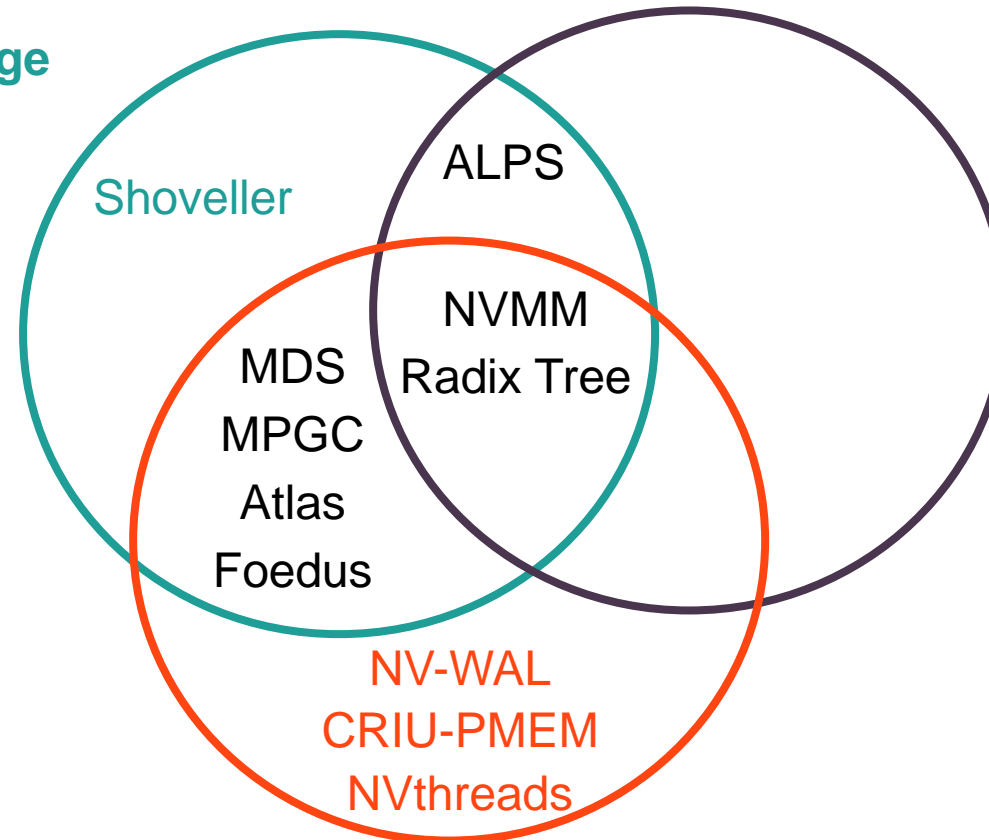 ge
Shoveller
ALPS
NVMM
Radix Tree
MDS
MPGC
Atlas
Foedus
NV-WAL
CRIU-PMEM
NVthreads